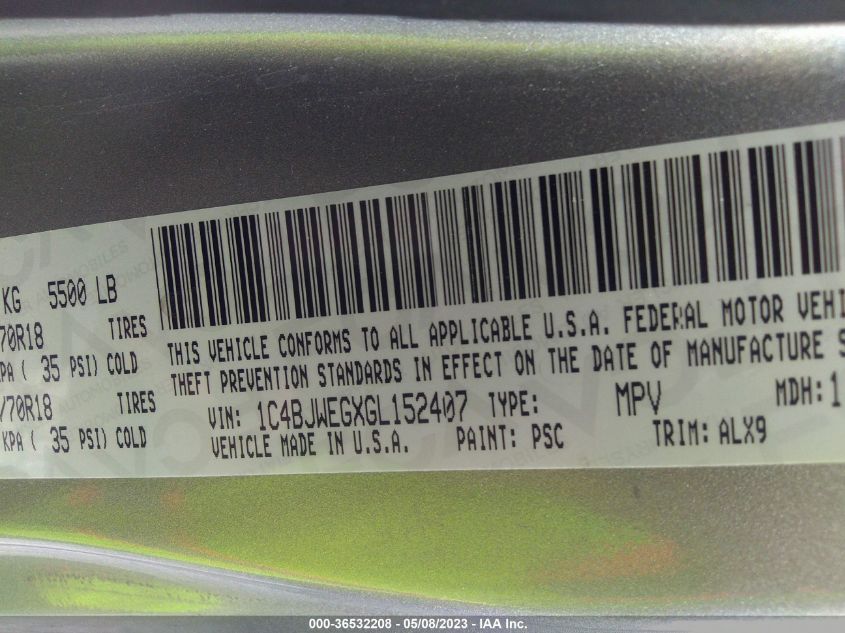 KG 5500 LB
70R18 TIRES
KPA ( 35 PSI) COLD
/70R18 TIRES
KPA ( 35 PSI) COLD
THIS VEHICLE CONFORMS TO ALL APPLICABLE U.S.A. FEDERAL MOTOR VEHI
THEFT PREVENTION STANDARDS IN EFFECT ON THE DATE OF MANUFACTURE S
VIN: 1C4BJWEGXGL152407 TYPE: MPV MDH: 1
VEHICLE MADE IN U.S.A. PAINT: PSC TRIM: ALX9
000-36532208 - 05/08/2023 - IAA Inc.